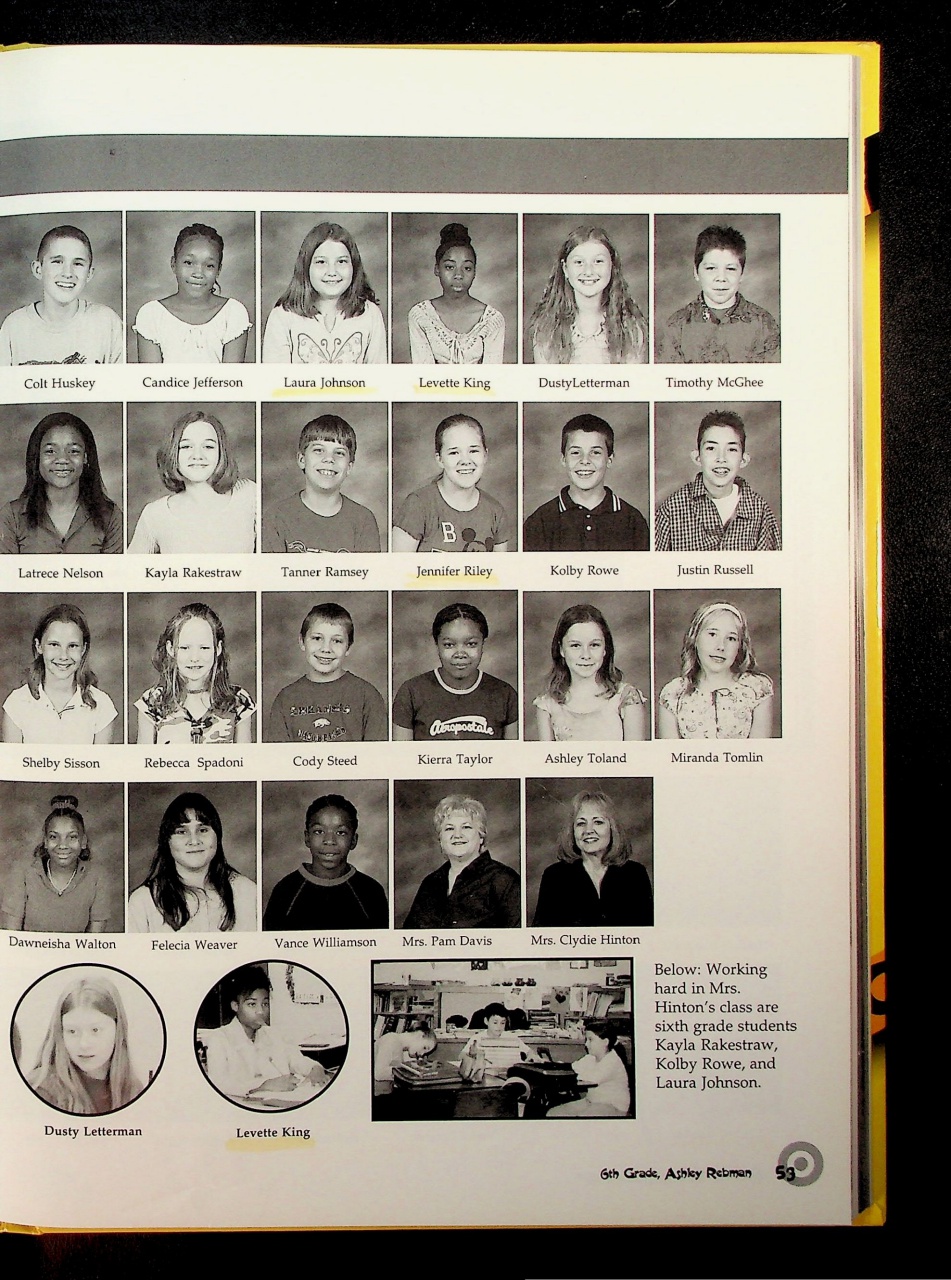 Colt Huskey Candice Jefferson Laura Johnson Levette King DustyLetterman Timothy McGhee
B
Latrece Nelson Kayla Rakestraw Tanner Ramsey Jennifer Riley Kolby Rowe Justin Russell
Aéropostale
Shelby Sisson Rebecca Spadoni Cody Steed Kierra Taylor Ashley Toland Miranda Tomlin
Dawneisha Walton Felecia Weaver Vance Williamson Mrs. Pam Davis Mrs. Clydie Hinton
Below: Working
hard in Mrs.
Hinton's class are
sixth grade students
Kayla Rakestraw,
Kolby Rowe, and
Laura Johnson.
Dusty Letterman Levette King
6th Grade, Ashley Rebman 53